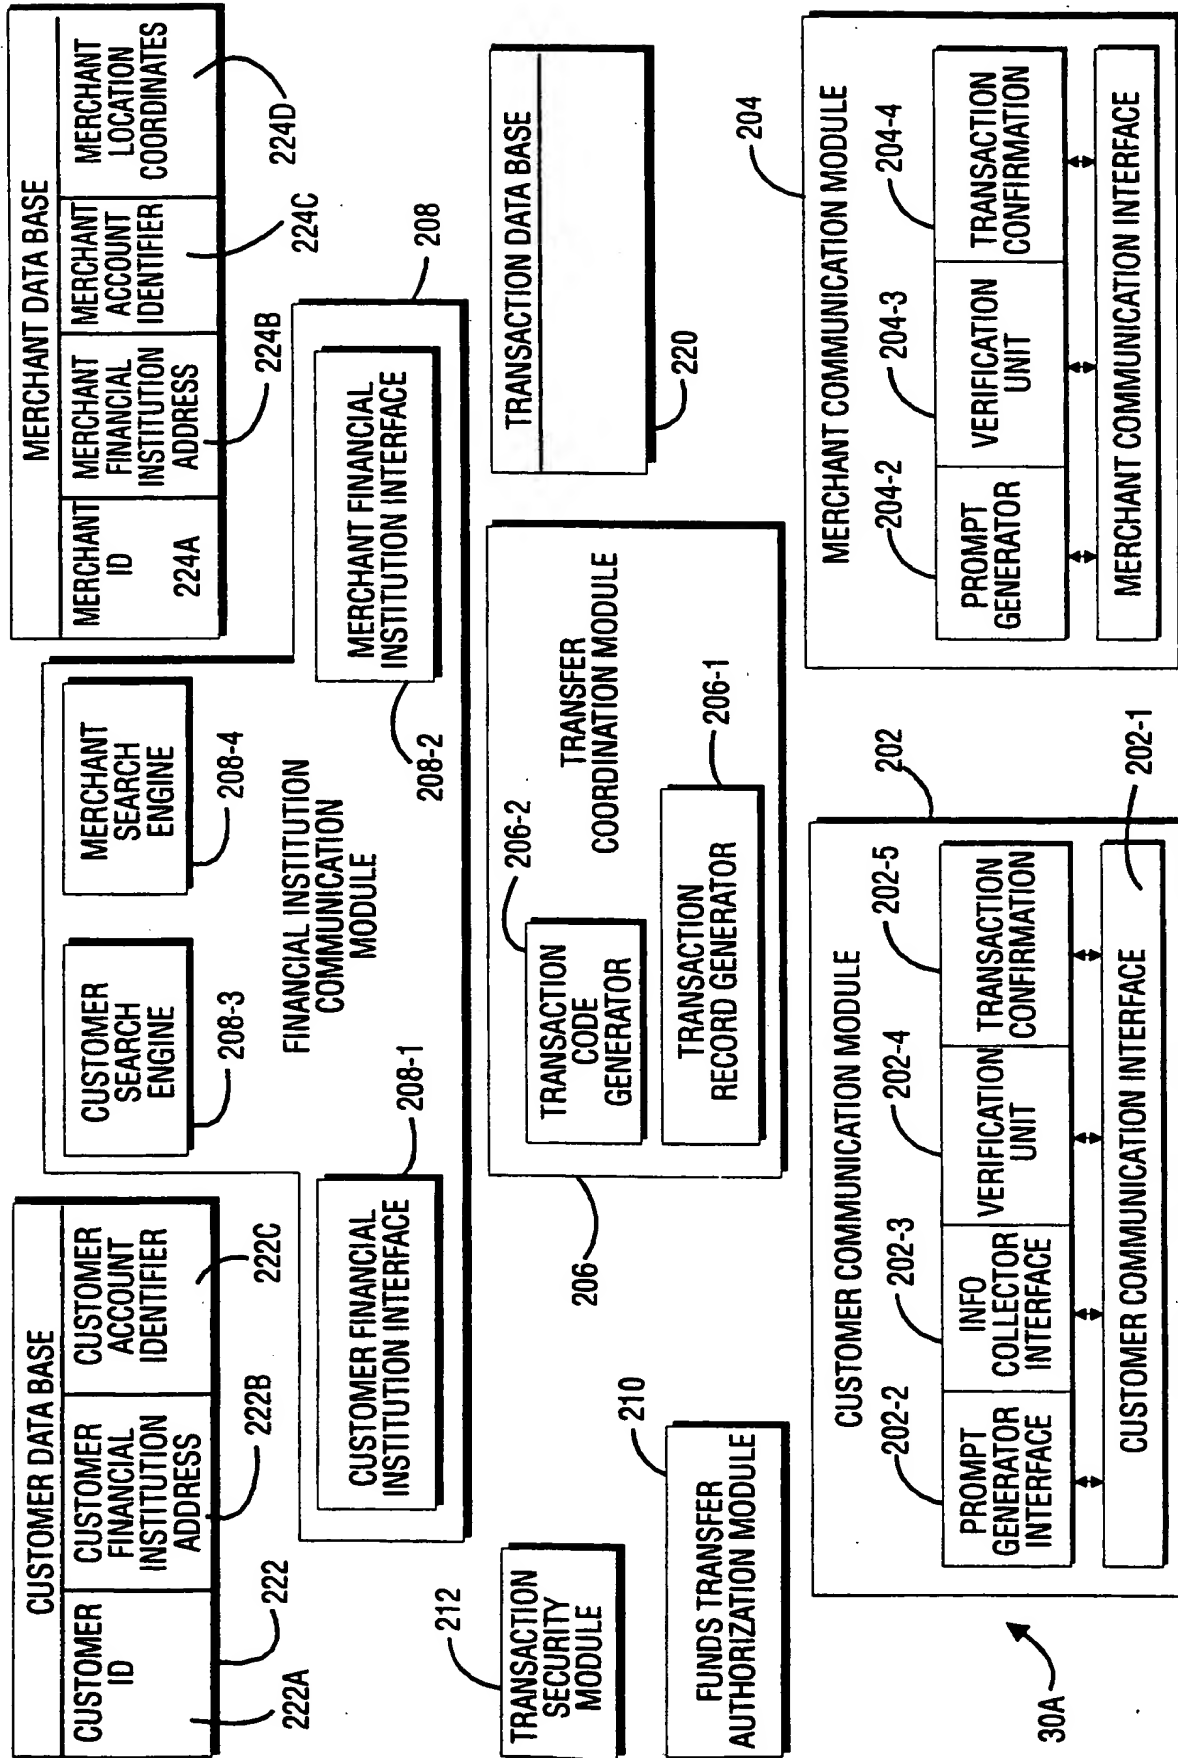 CUSTOMER DATA BASE
CUSTOMER
ID
CUSTOMER
FINANCIAL
INSTITUTION
ADDRESS
CUSTOMER
ACCOUNT
IDENTIFIER
222A
222
222B
222C
CUSTOMER
SEARCH
ENGINE
208-3
MERCHANT
SEARCH
ENGINE
208-4
FINANCIAL INSTITUTION
COMMUNICATION
MODULE
CUSTOMER FINANCIAL
INSTITUTION INTERFACE
208-1
MERCHANT FINANCIAL
INSTITUTION INTERFACE
208-2
208
MERCHANT DATA BASE
MERCHANT
ID
224A
MERCHANT
FINANCIAL
INSTITUTION
ADDRESS
MERCHANT
ACCOUNT
IDENTIFIER
MERCHANT
LOCATION
COORDINATES
224B
224C
224D
212
TRANSACTION
SECURITY
MODULE
210
FUNDS TRANSFER
AUTHORIZATION MODULE
206
206-2
TRANSACTION
CODE
GENERATOR
TRANSFER
COORDINATION MODULE
TRANSACTION
RECORD GENERATOR
206-1
TRANSACTION DATA BASE
220
30A
CUSTOMER COMMUNICATION MODULE
202
202-2
202-3
202-4
202-5
PROMPT
GENERATOR
INTERFACE
INFO
COLLECTOR
INTERFACE
VERIFICATION
UNIT
TRANSACTION
CONFIRMATION
CUSTOMER COMMUNICATION INTERFACE
202-1
MERCHANT COMMUNICATION MODULE
204
204-2
204-3
204-4
PROMPT
GENERATOR
VERIFICATION
UNIT
TRANSACTION
CONFIRMATION
MERCHANT COMMUNICATION INTERFACE